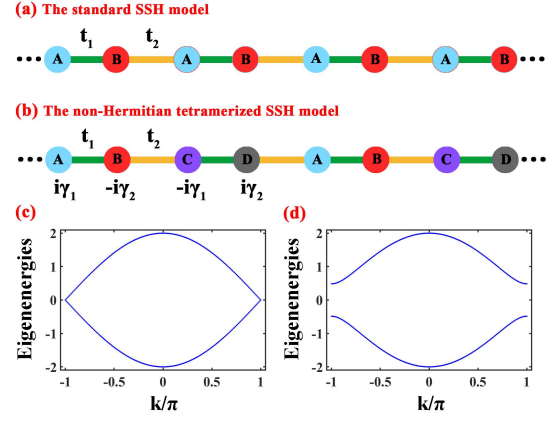 (a) The standard SSH model
t1 t2
••• A B A B A B A B •••
(b) The non-Hermitian tetramerized SSH model
t1 t2
••• A B C D A B C D •••
iγ1 -iγ2 -iγ1 iγ2
(c)
Eigenenergies
2
1
0
-1
-2
-1 -0.5 0 0.5 1
k/π
(d)
Eigenenergies
2
1
0
-1
-2
-1 -0.5 0 0.5 1
k/π